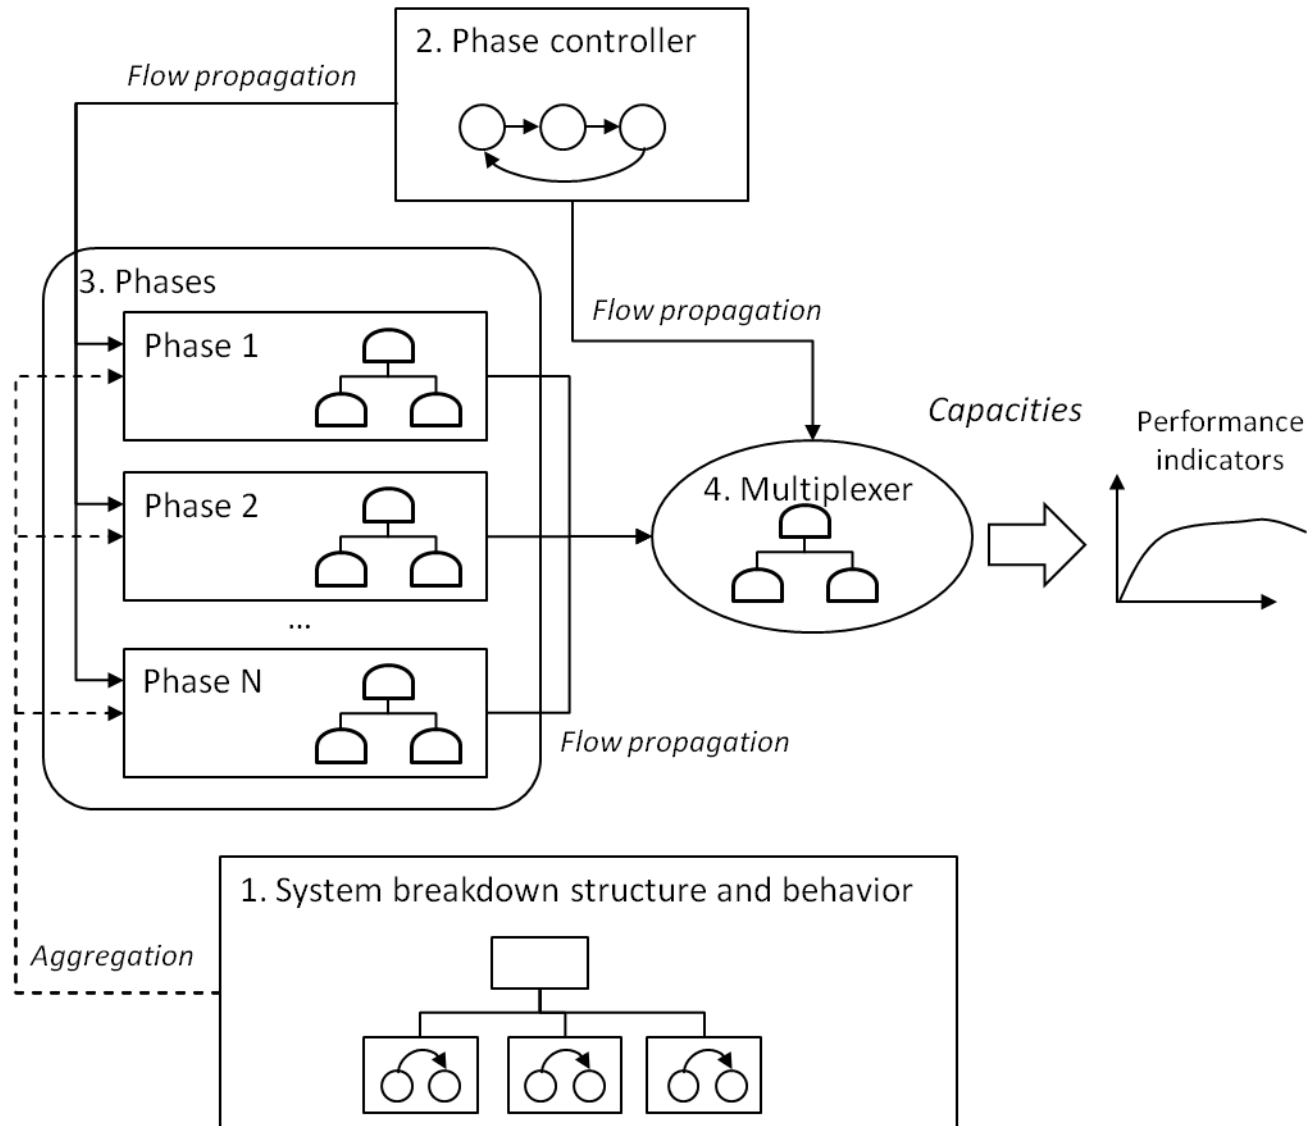 2. Phase controller
Flow propagation
3. Phases
Phase 1
Flow propagation
Capacities
Performance
indicators
Phase 2
4. Multiplexer
...
Phase N
Flow propagation
1. System breakdown structure and behavior
Aggregation